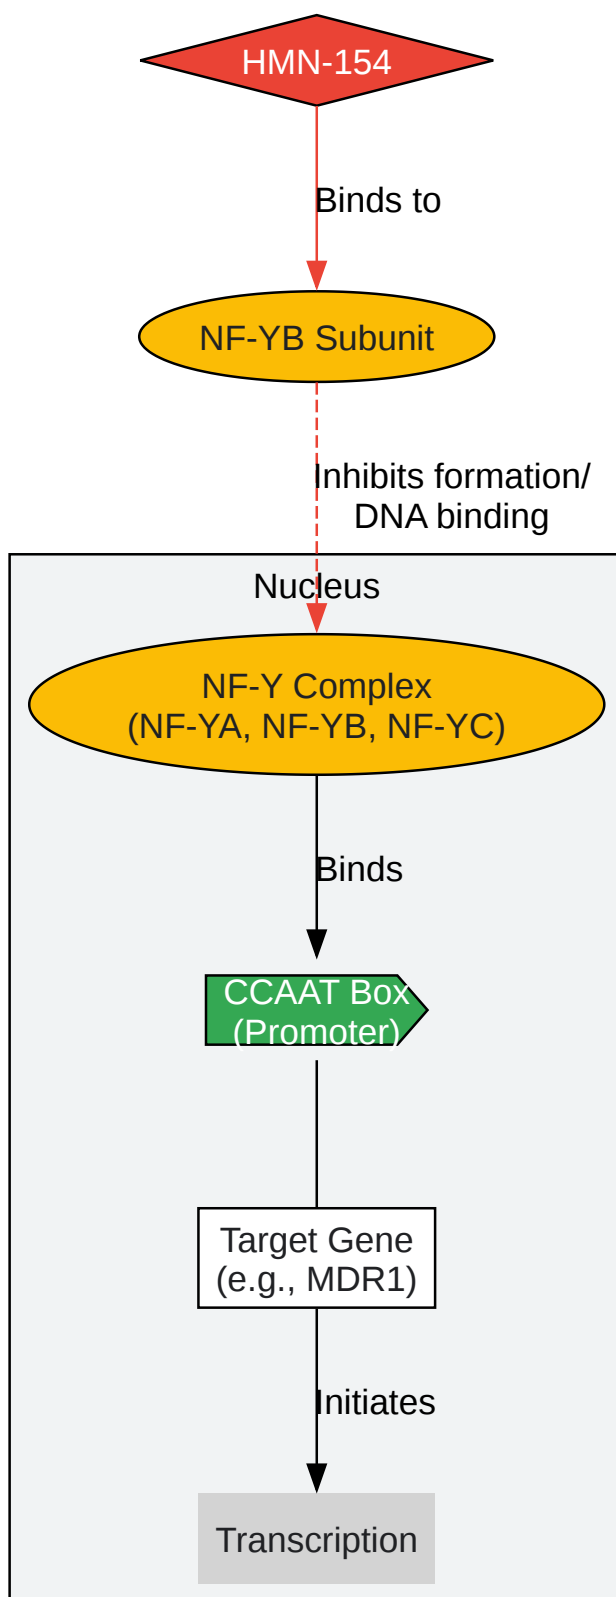 HMN-154
Binds to
NF-YB Subunit
Inhibits formation/
DNA binding
Nucleus
NF-Y Complex
(NF-YA, NF-YB, NF-YC)
Binds
CCAAT Box
(Promoter)
Target Gene
(e.g., MDR1)
Initiates
Transcription